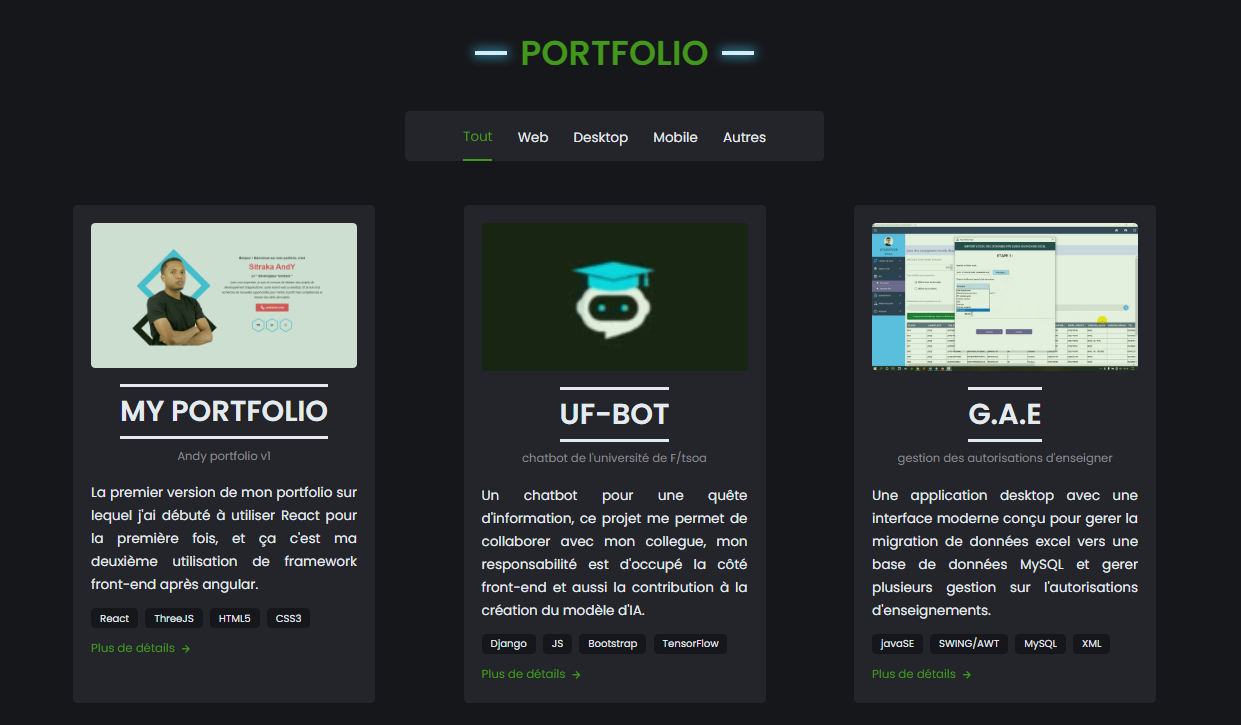 PORTFOLIO
Tout Web Desktop Mobile Autres
Sitraka AndY
MY PORTFOLIO
Andy portfolio v1
La premier version de mon portfolio sur
lequel j'ai débuté à utiliser React pour
la première fois, et ça c'est ma
deuxième utilisation de framework
front-end après angular.
React ThreeJS HTML5 CSS3
Plus de détails →
UF-BOT
chatbot de l'université de F/tsoa
Un chatbot pour une quête
d'information, ce projet me permet de
collaborer avec mon collegue, mon
responsabilité est d'occupé la côté
front-end et aussi la contribution à la
création du modèle d'IA.
Django JS Bootstrap TensorFlow
Plus de détails →
ETAPE 1 :
G.A.E
gestion des autorisations d'enseigner
Une application desktop avec une
interface moderne conçu pour gerer la
migration de données excel vers une
base de données MySQL et gerer
plusieurs gestion sur l'autorisations
d'enseignements.
javaSE SWING/AWT MySQL XML
Plus de détails →